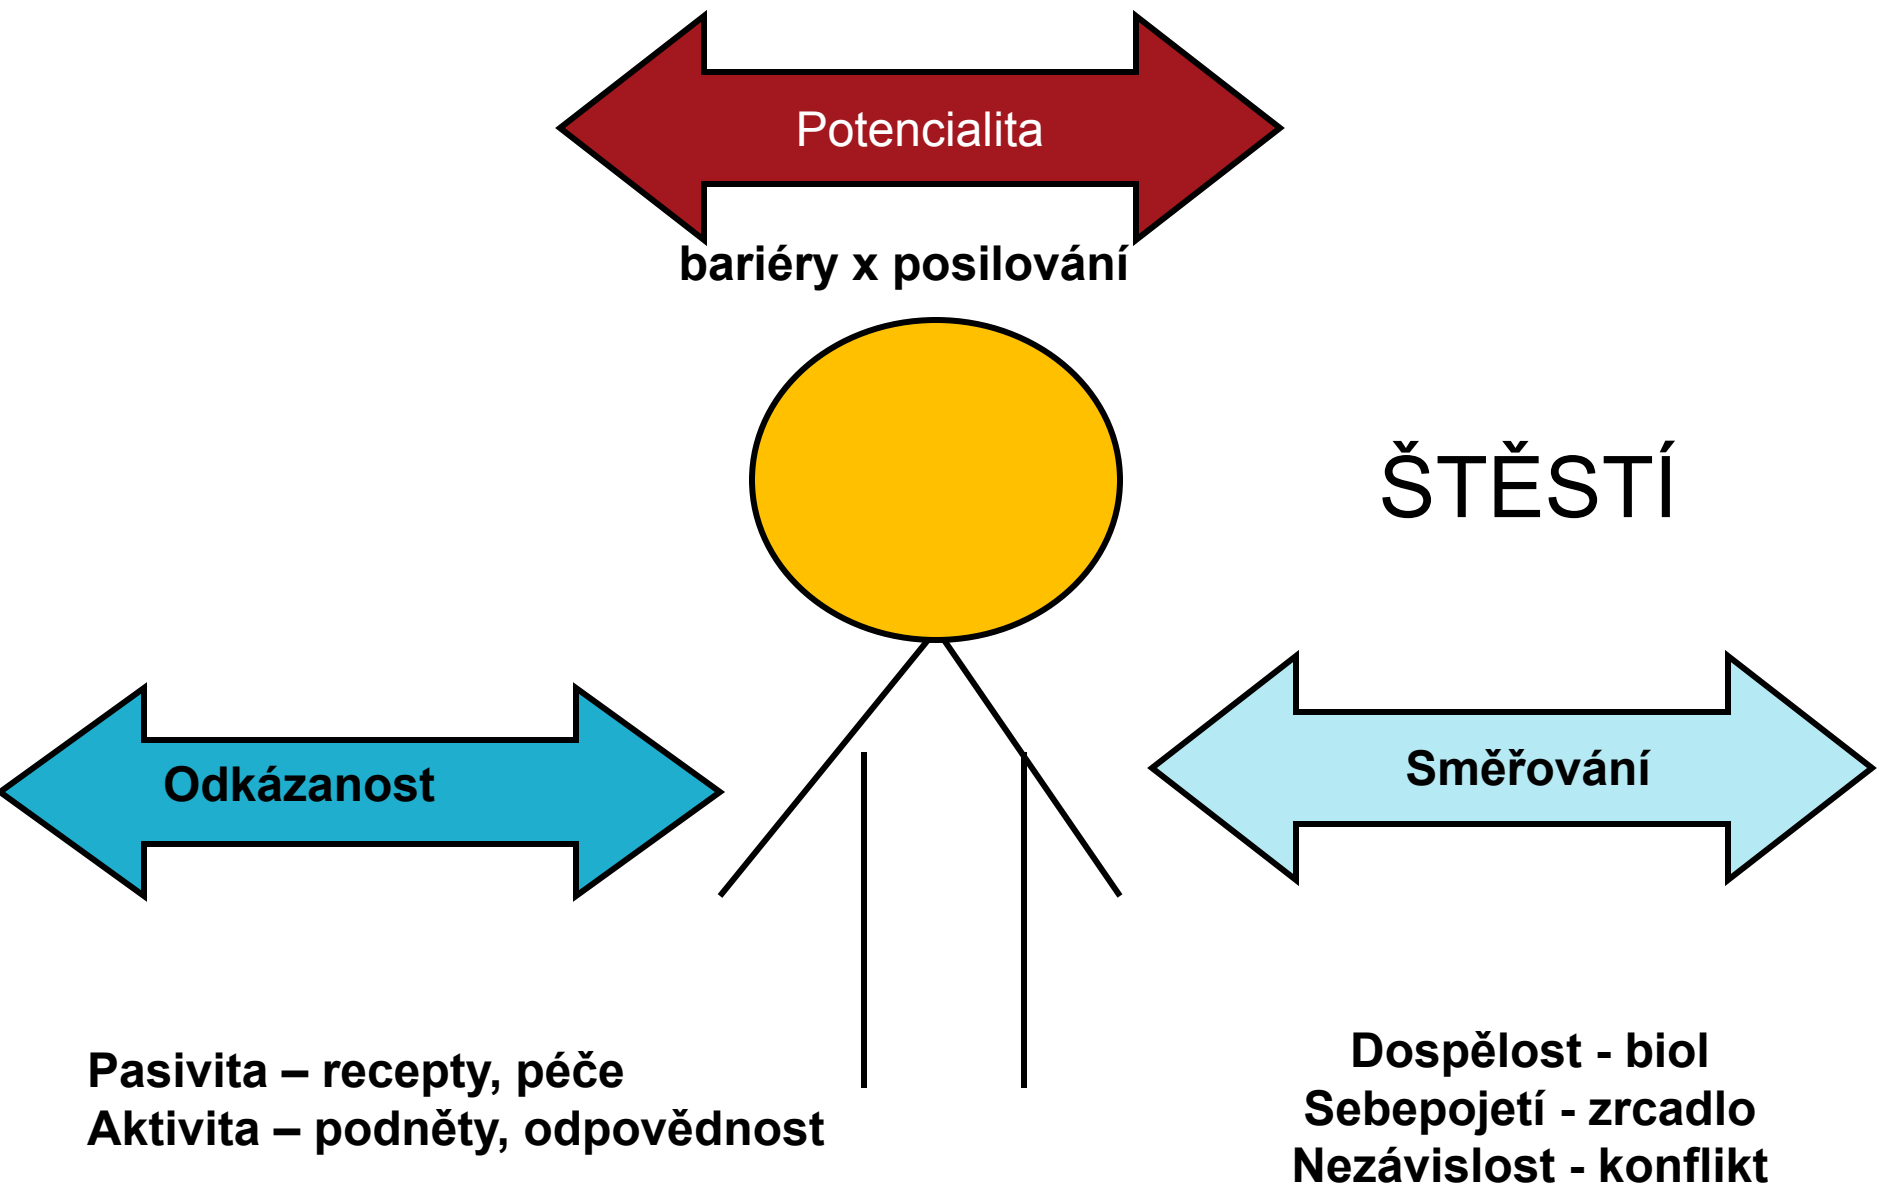 Potencialita
bariéry x posilování
ŠTĚSTÍ
Odkázanost
Směřování
Pasivita – recepty, péče
Aktivita – podněty, odpovědnost
Dospělost - biol
Sebepojetí - zrcadlo
Nezávislost - konflikt